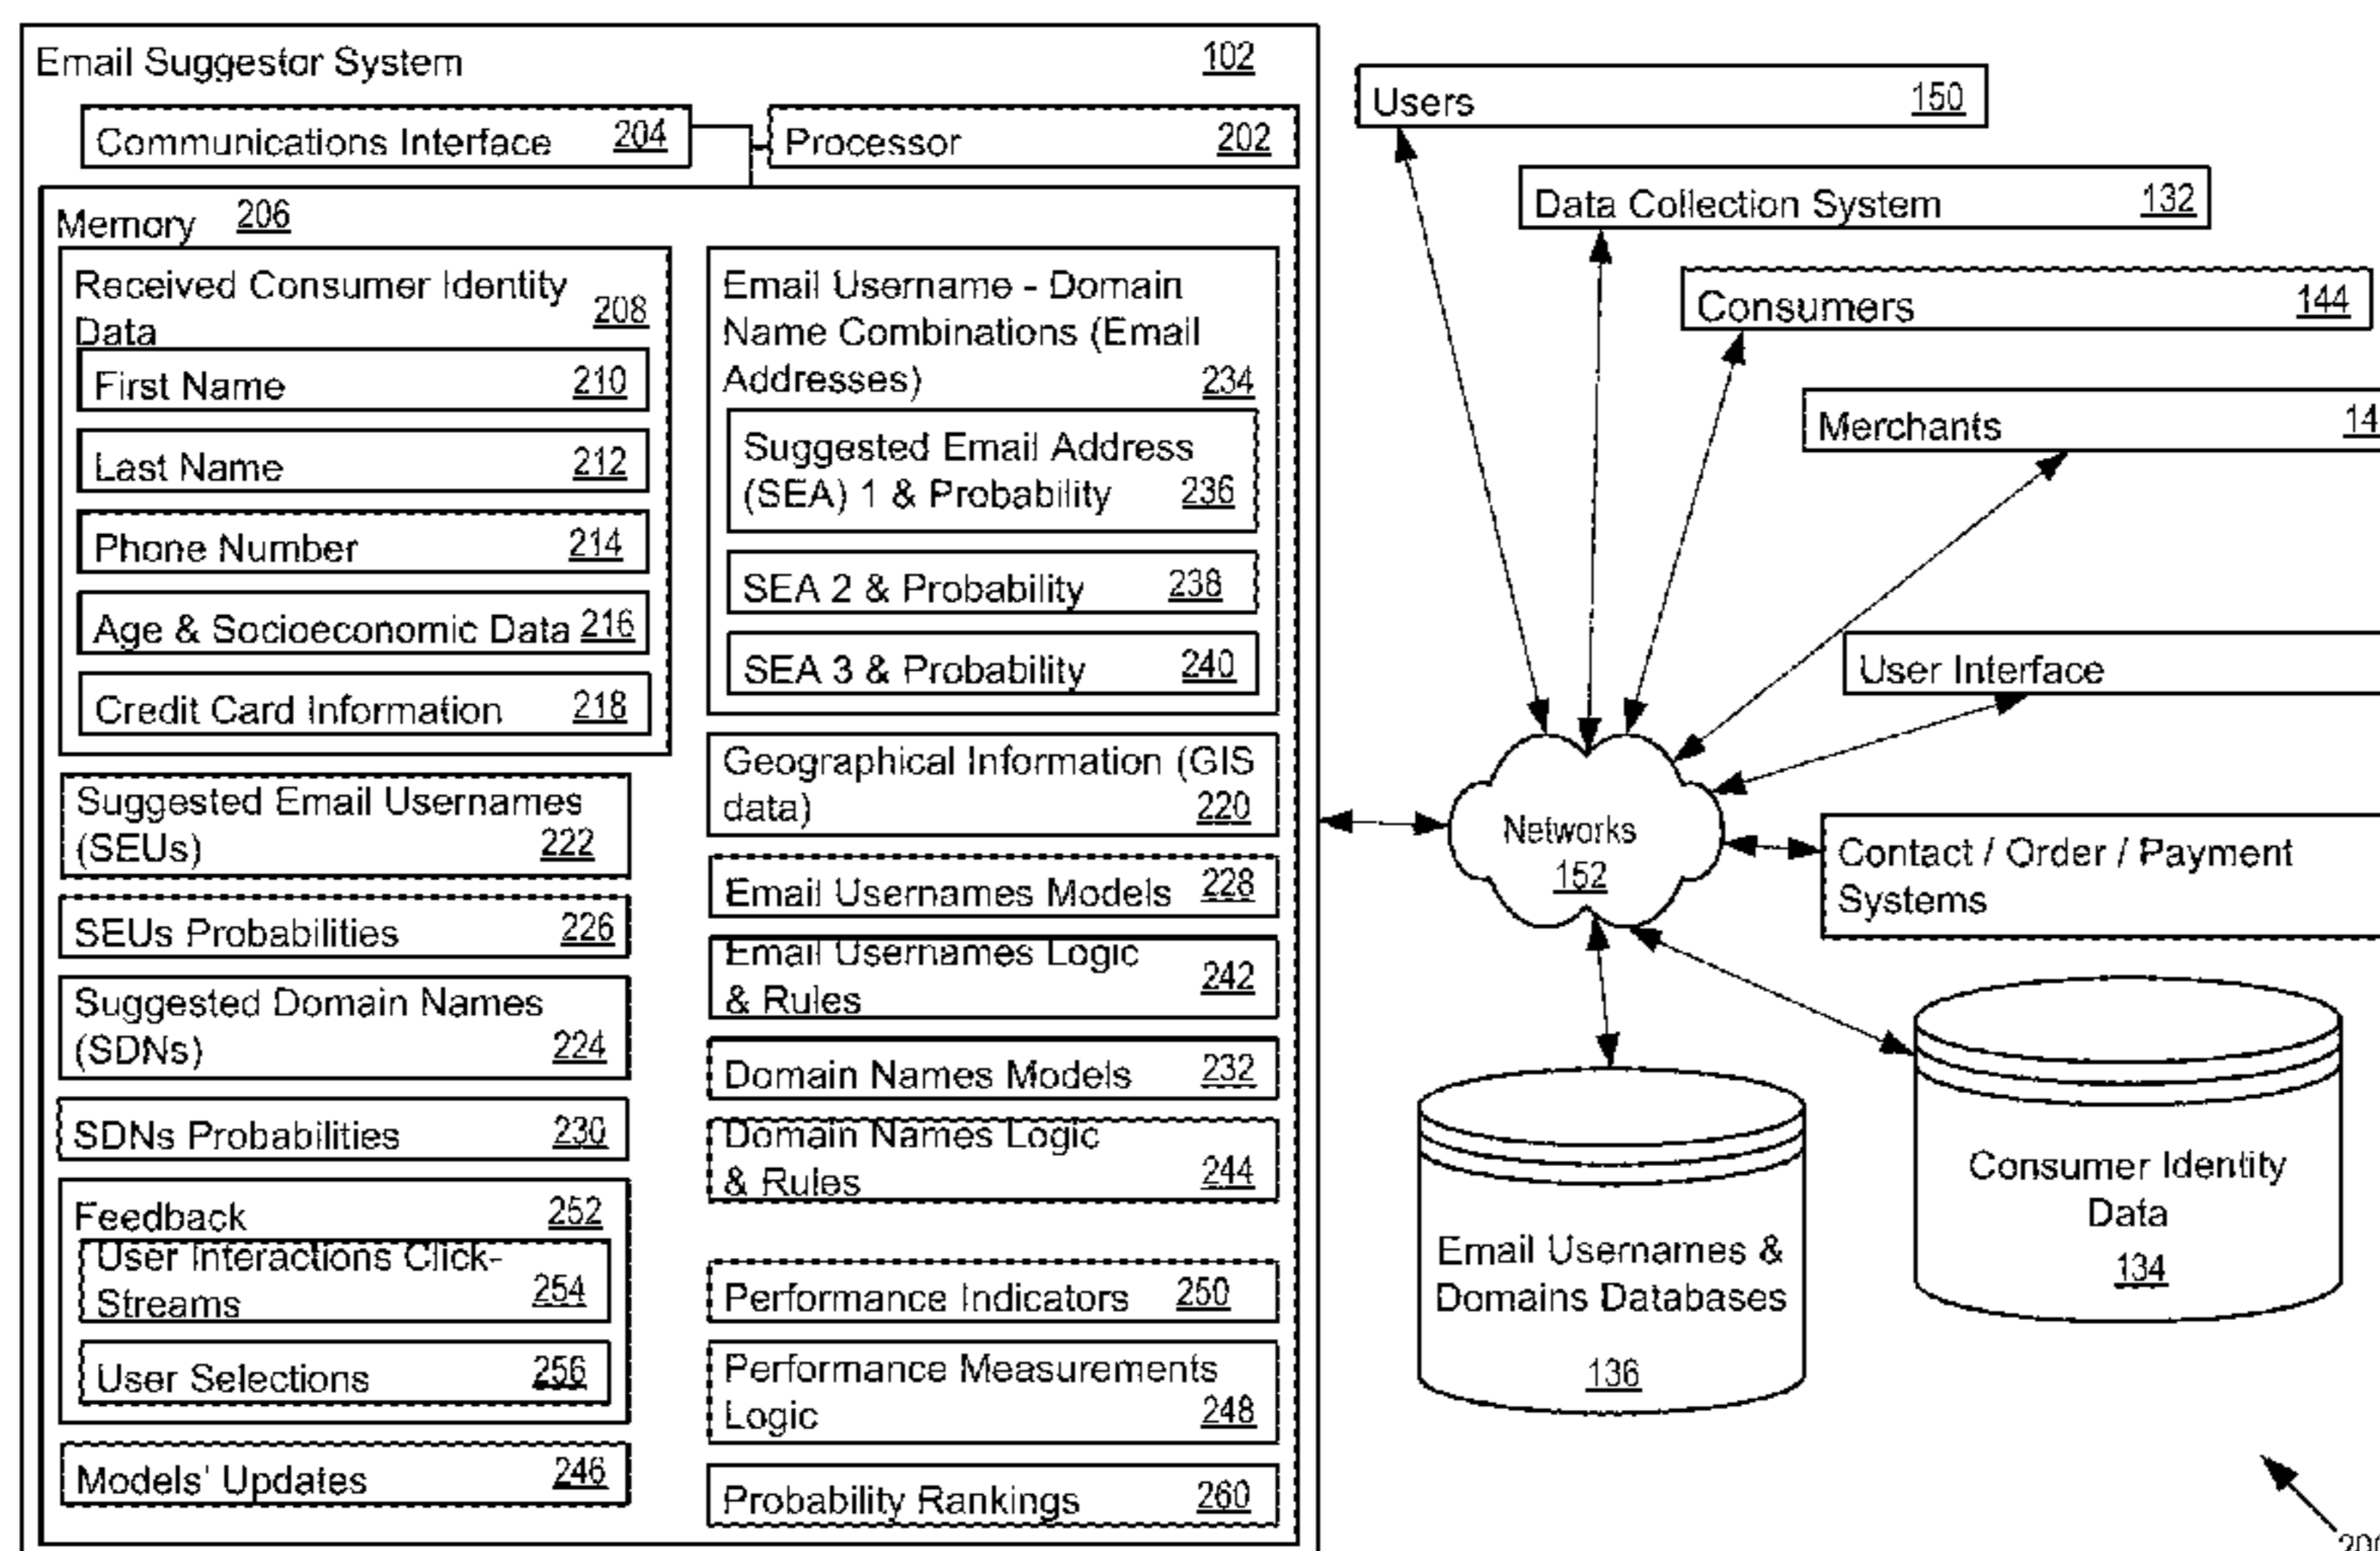 Email Suggestor System 102
Communications Interface 204
Processor 202
Memory 206
Received Consumer Identity
Data 208
First Name 210
Last Name 212
Phone Number 214
Age & Socioeconomic Data 216
Credit Card Information 218
Suggested Email Usernames
(SEUs) 222
SEUs Probabilities 226
Suggested Domain Names
(SDNs) 224
SDNs Probabilities 230
Feedback 252
User Interactions Click-
Streams 254
User Selections 256
Models' Updates 246
Email Username - Domain
Name Combinations (Email
Addresses) 234
Suggested Email Address
(SEA) 1 & Probability 236
SEA 2 & Probability 238
SEA 3 & Probability 240
Geographical Information (GIS
data) 220
Email Usernames Models 228
Email Usernames Logic
& Rules 242
Domain Names Models 232
Domain Names Logic
& Rules 244
Performance Indicators 250
Performance Measurements
Logic 248
Probability Rankings 260
Users 150
Data Collection System 132
Consumers 144
Merchants 14
User Interface
Networks
152
Contact / Order / Payment
Systems
Email Usernames &
Domains Databases
136
Consumer Identity
Data
134